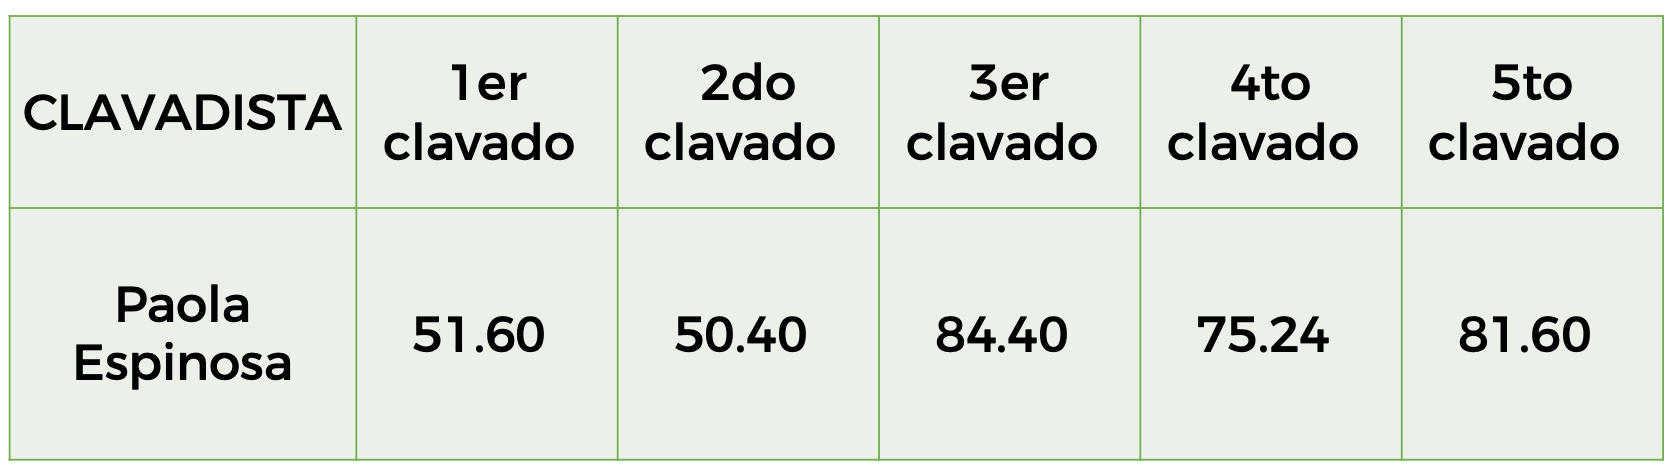 CLAVADISTA
1er
clavado
2do
clavado
3er
clavado
4to
clavado
5to
clavado
Paola
Espinosa
51.60
50.40
84.40
75.24
81.60